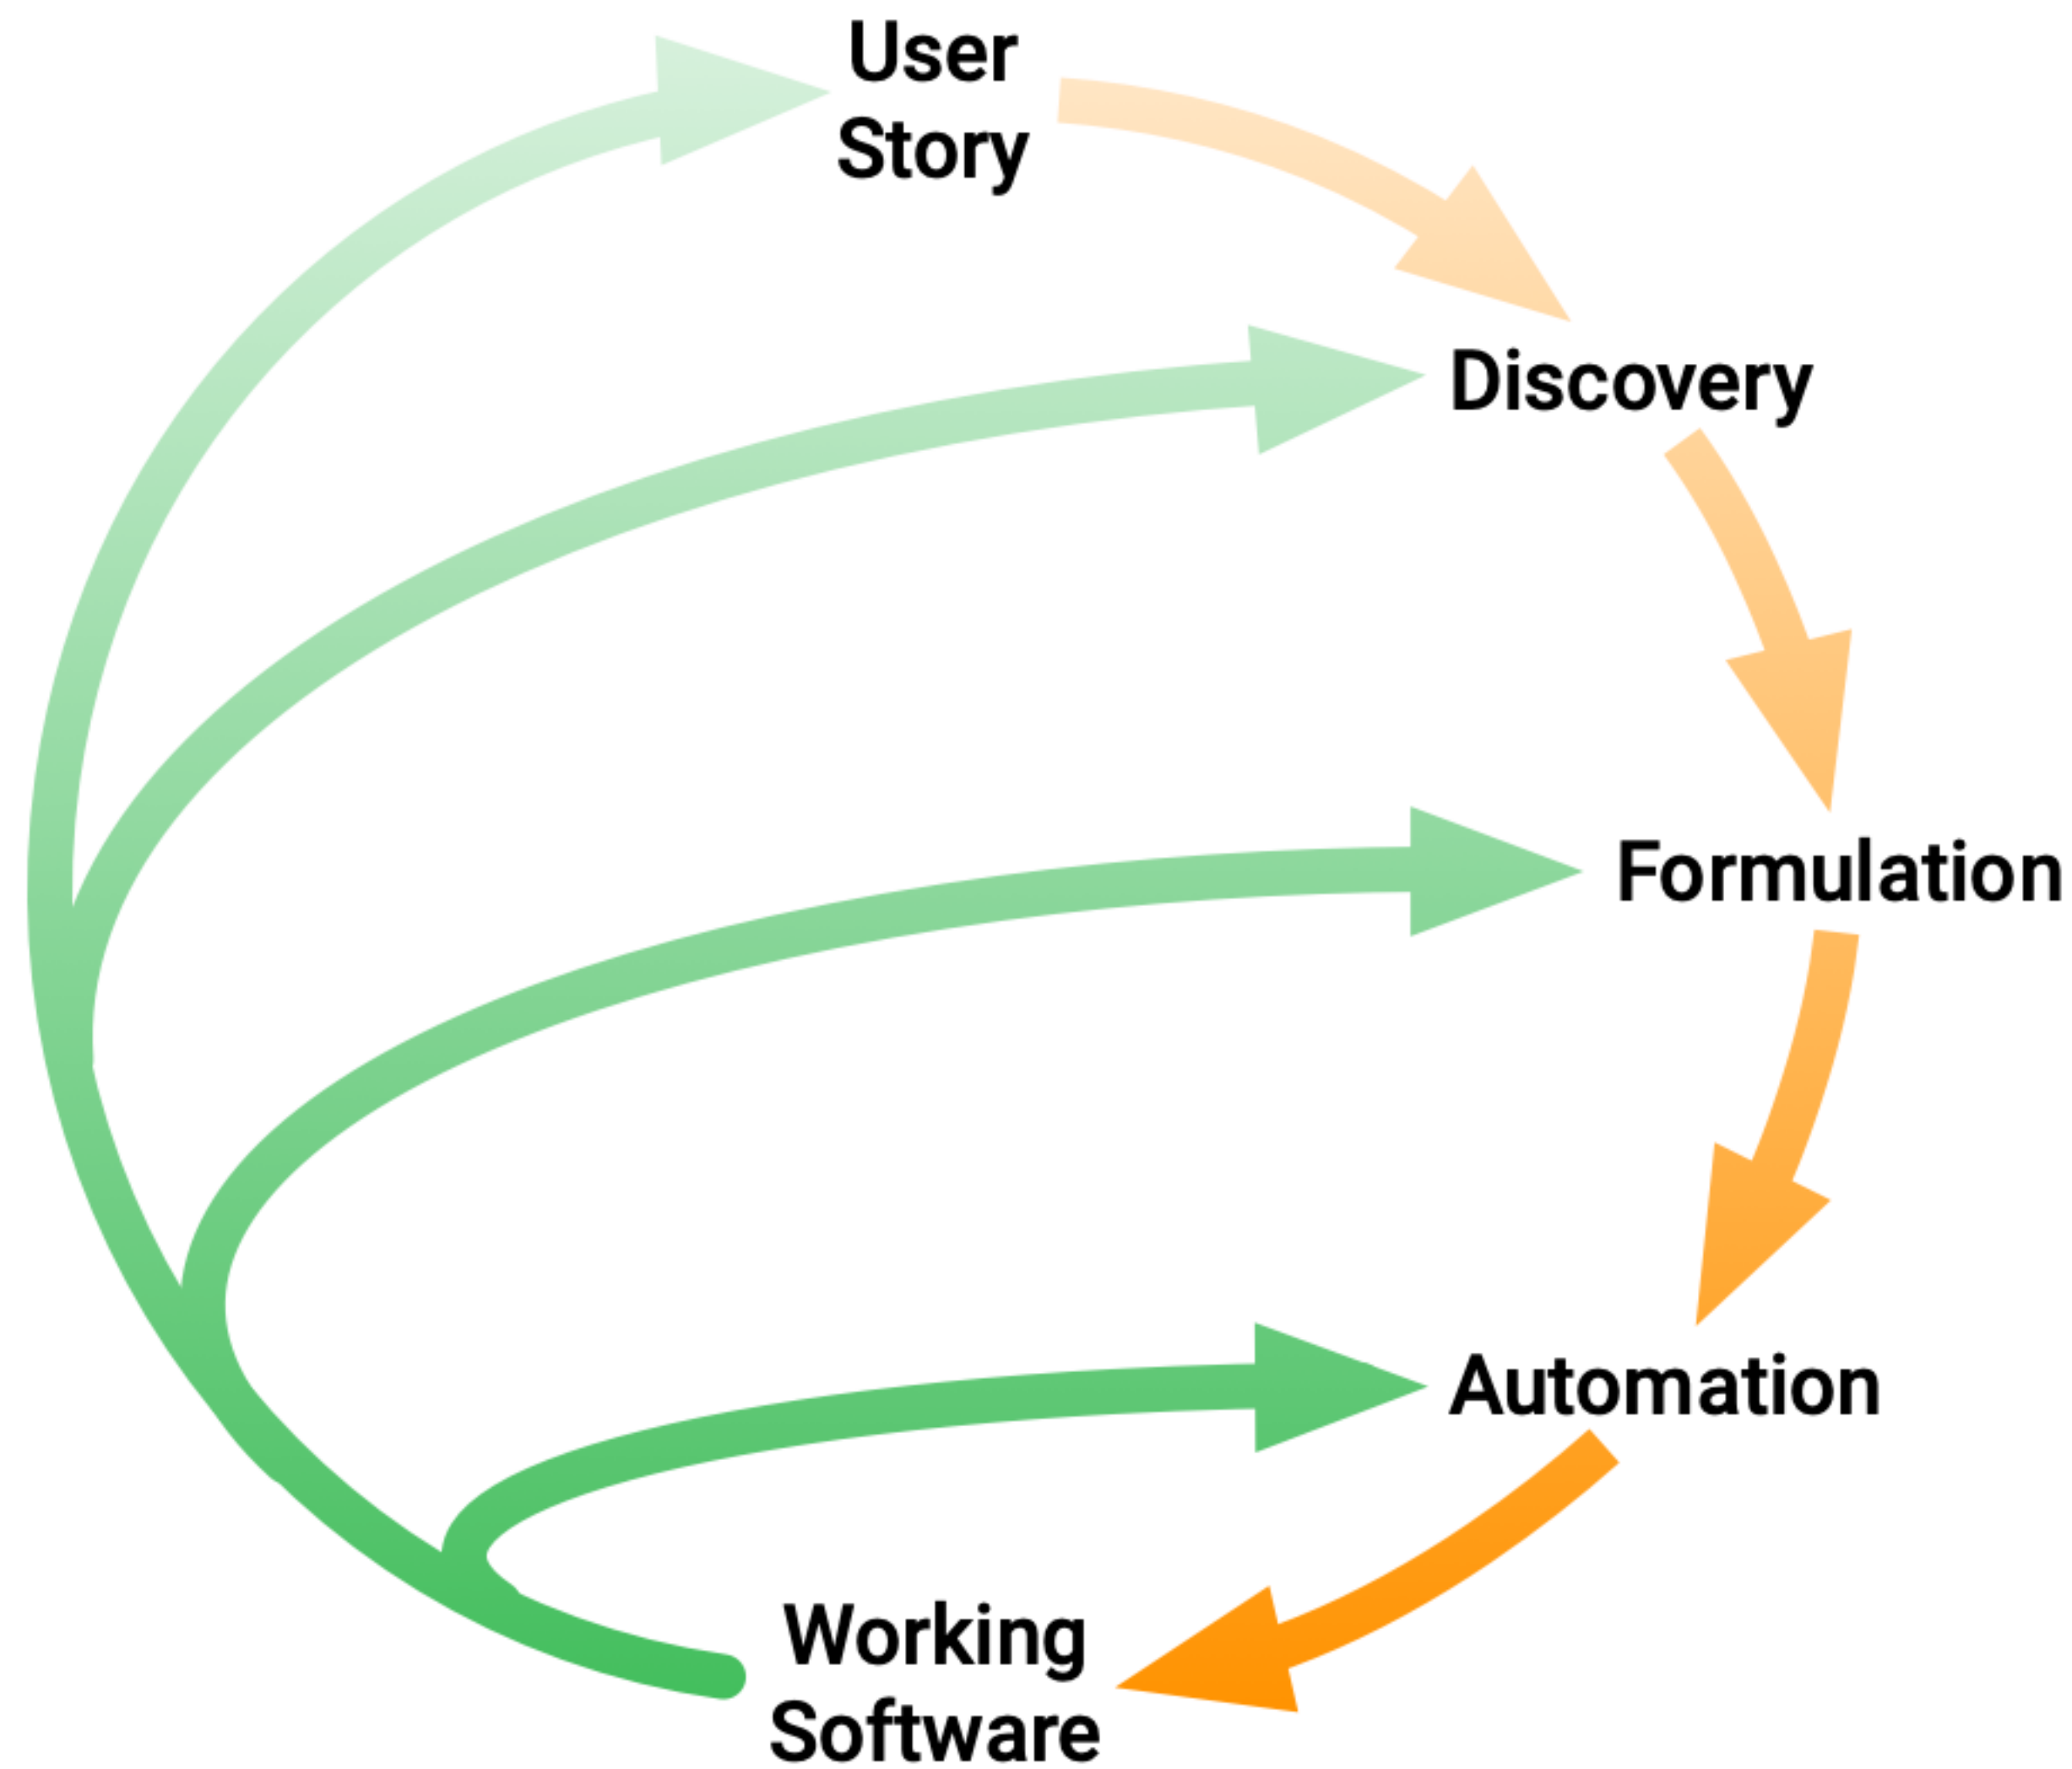 User
Story
Discovery
Formulation
Automation
Working
Software